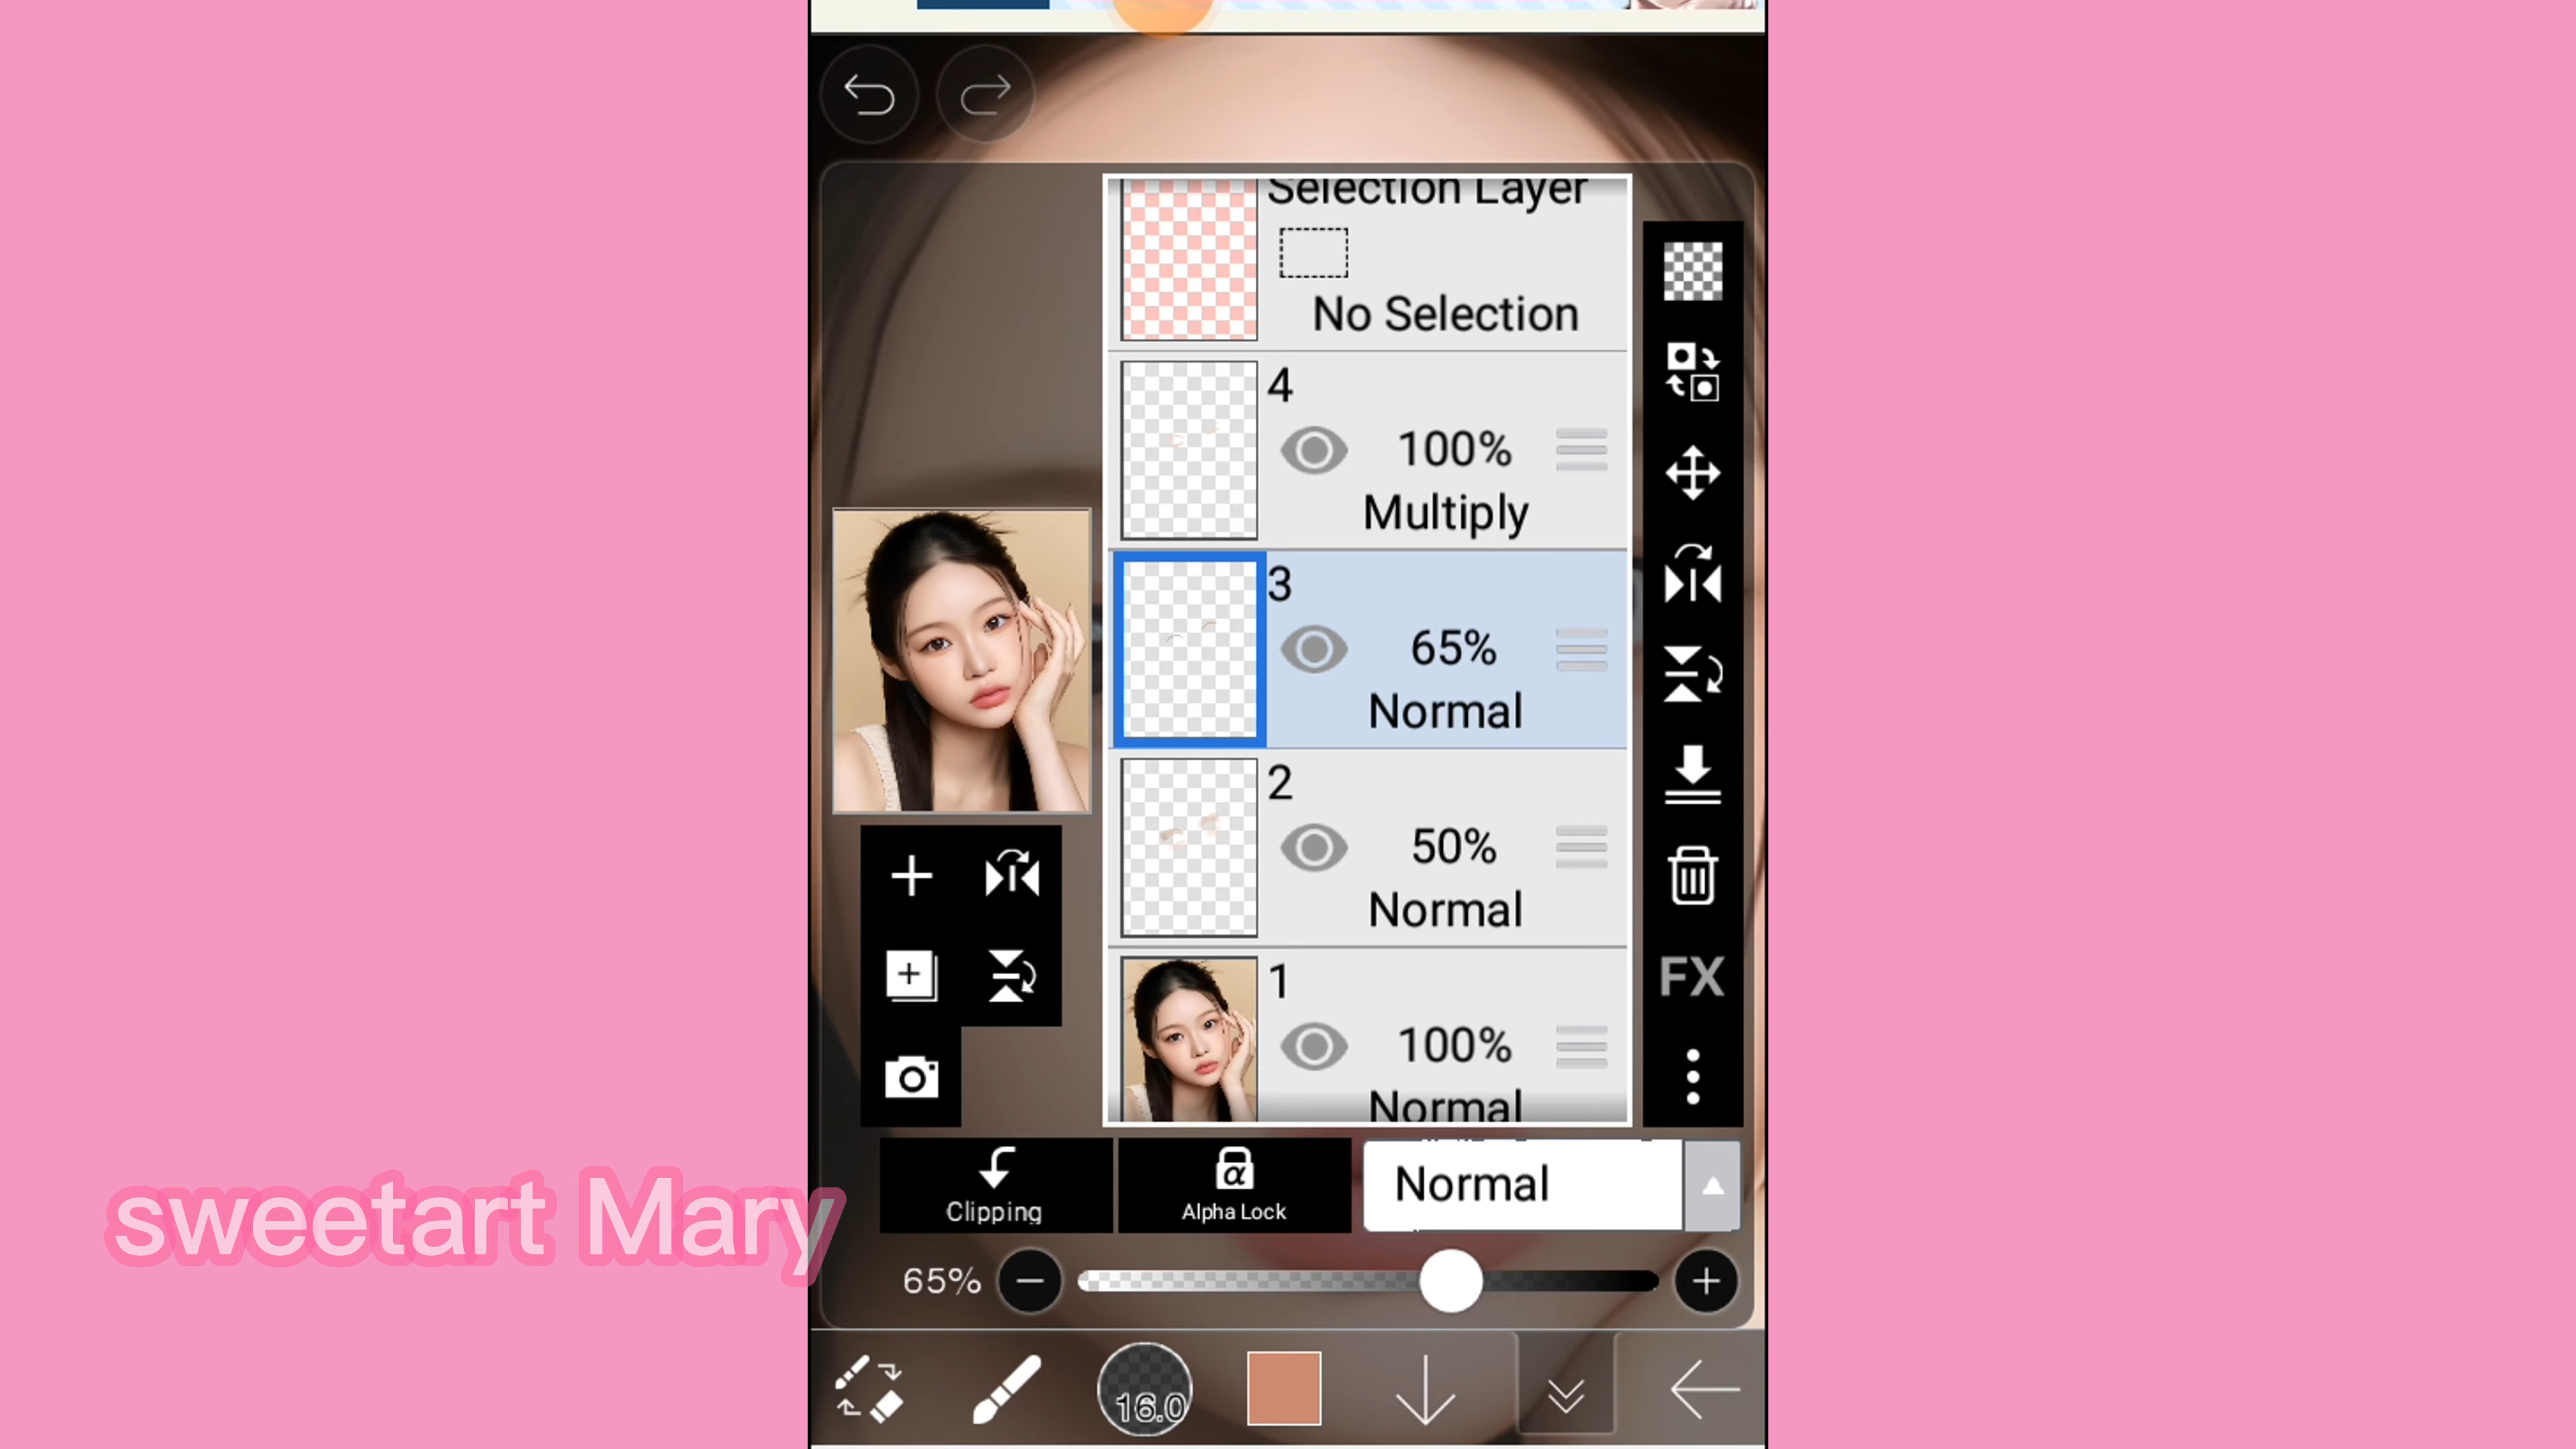 Selection Layer
No Selection
4
100%
Multiply
3
65%
Normal
2
50%
Normal
1
100%
Normal
FX
Clipping
α
Alpha Lock
Normal
65%
16.0
sweetart Mary